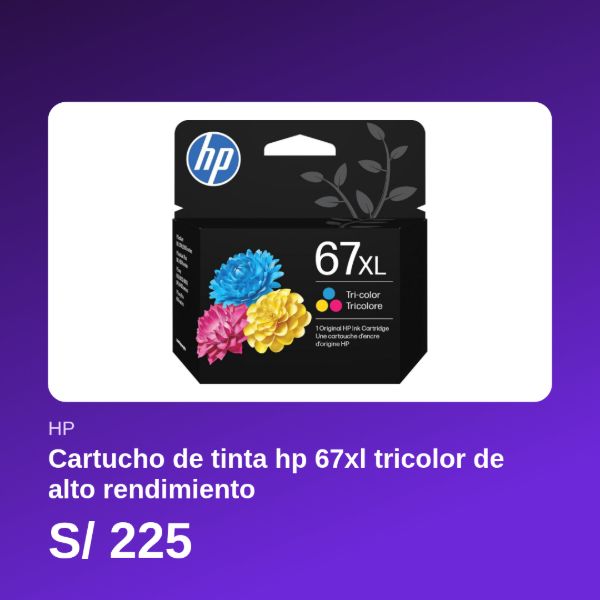 hp
67XL
Tri-color
Tricolore
1 Original HP Ink Cartridge
Une cartouche d'encre
d'origine HP
HP
Cartucho de tinta hp 67xl tricolor de
alto rendimiento
S/ 225